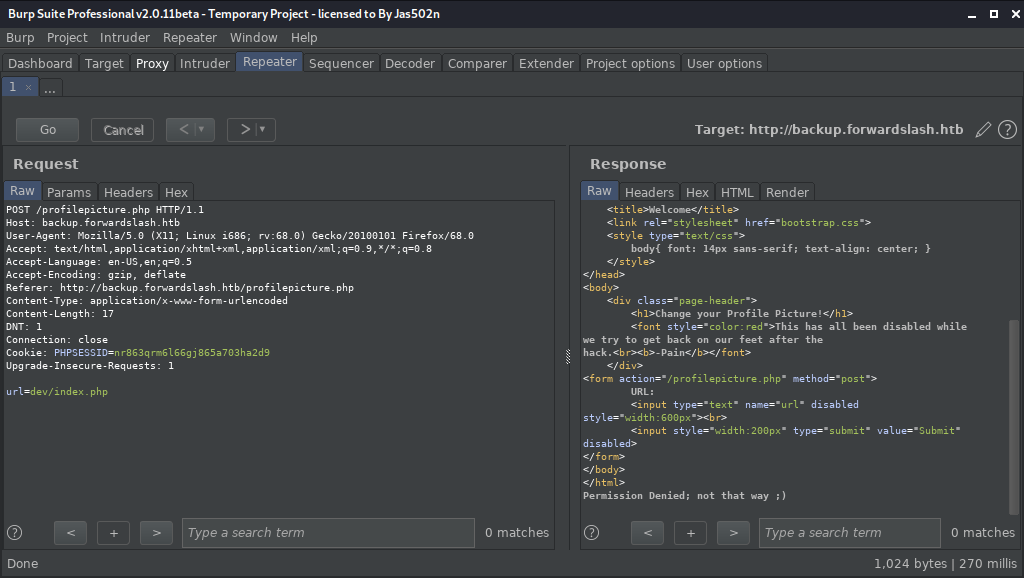 Burp Suite Professional v2.0.11beta - Temporary Project - licensed to By Jas502n
Burp Project Intruder Repeater Window Help
Dashboard Target Proxy Intruder Repeater Sequencer Decoder Comparer Extender Project options User options
1 × ...
Go Cancel < | ▾ > | ▾ Target: http://backup.forwardslash.htb ?
Request
Raw Params Headers Hex
POST /profilepicture.php HTTP/1.1
Host: backup.forwardslash.htb
User-Agent: Mozilla/5.0 (X11; Linux i686; rv:68.0) Gecko/20100101 Firefox/68.0
Accept: text/html,application/xhtml+xml,application/xml;q=0.9,*/*;q=0.8
Accept-Language: en-US,en;q=0.5
Accept-Encoding: gzip, deflate
Referer: http://backup.forwardslash.htb/profilepicture.php
Content-Type: application/x-www-form-urlencoded
Content-Length: 17
DNT: 1
Connection: close
Cookie: PHPSESSID=nr863qrm6l66gj865a703ha2d9
Upgrade-Insecure-Requests: 1
url=dev/index.php
? < + > Type a search term 0 matches
Response
Raw Headers Hex HTML Render
<title>Welcome</title>
<link rel="stylesheet" href="bootstrap.css">
<style type="text/css">
body{ font: 14px sans-serif; text-align: center; }
</style>
</head>
<body>
<div class="page-header">
<h1>Change your Profile Picture!</h1>
<font style="color:red">This has all been disabled while
we try to get back on our feet after the
hack.<br><b>-Pain</b></font>
</div>
<form action="/profilepicture.php" method="post">
URL:
<input type="text" name="url" disabled
style="width:600px"><br>
<input style="width:200px" type="submit" value="Submit"
disabled>
</form>
</body>
</html>
Permission Denied; not that way ;)
? < + > Type a search term 0 matches
Done 1,024 bytes | 270 millis